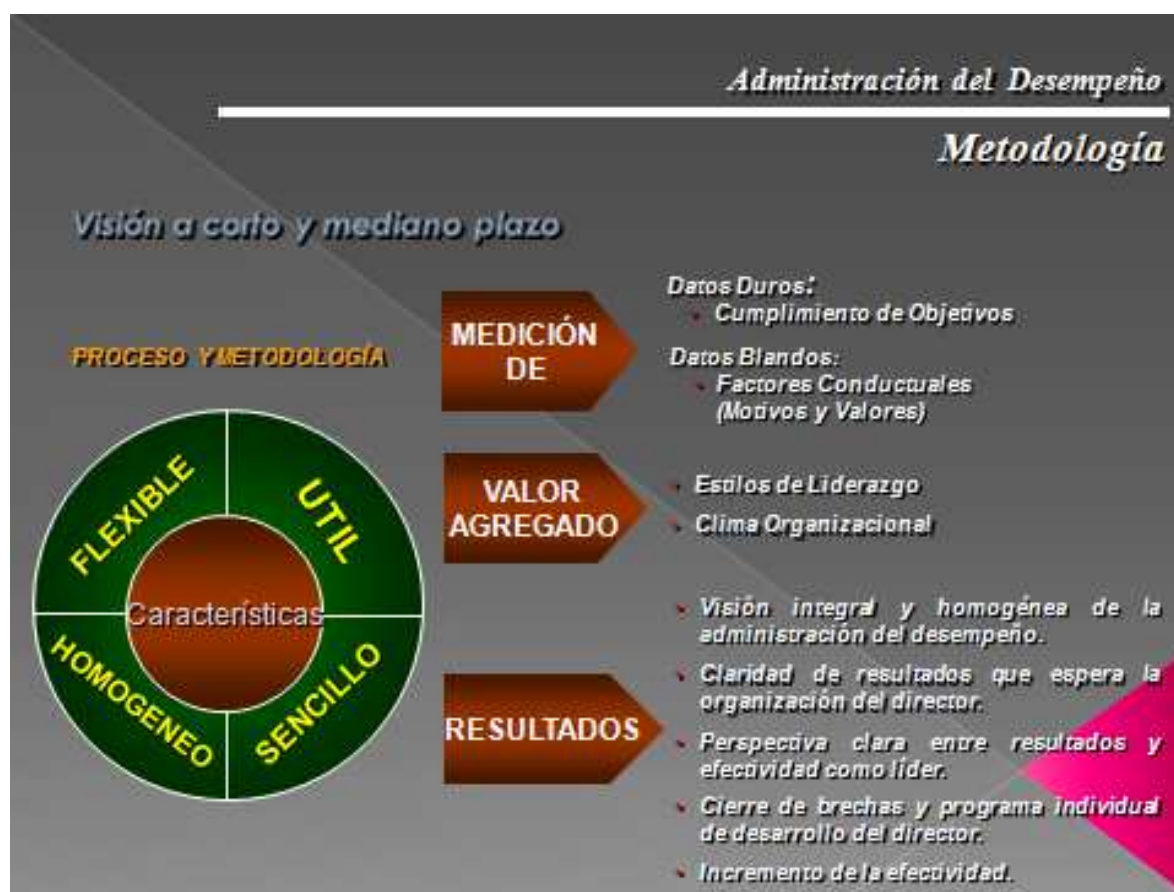 Administración del Desempeño
Metodología
Visión a corto y mediano plazo
PROCESO Y METODOLOGÍA
FLEXIBLE
UTIL
Características
HOMOGENEO
SENCILLO
MEDICIÓN
DE
Datos Duros:
Cumplimiento de Objetivos
Datos Blandos:
Factores Conductuales
(Motivos y Valores)
VALOR
AGREGADO
Estilos de Liderazgo
Clima Organizacional
RESULTADOS
Visión integral y homogénea de la
administración del desempeño.
Claridad de resultados que espera la
organización del director.
Perspectiva clara entre resultados y
efectividad como líder.
Cierre de brechas y programa individual
de desarrollo del director.
Incremento de la efectividad.